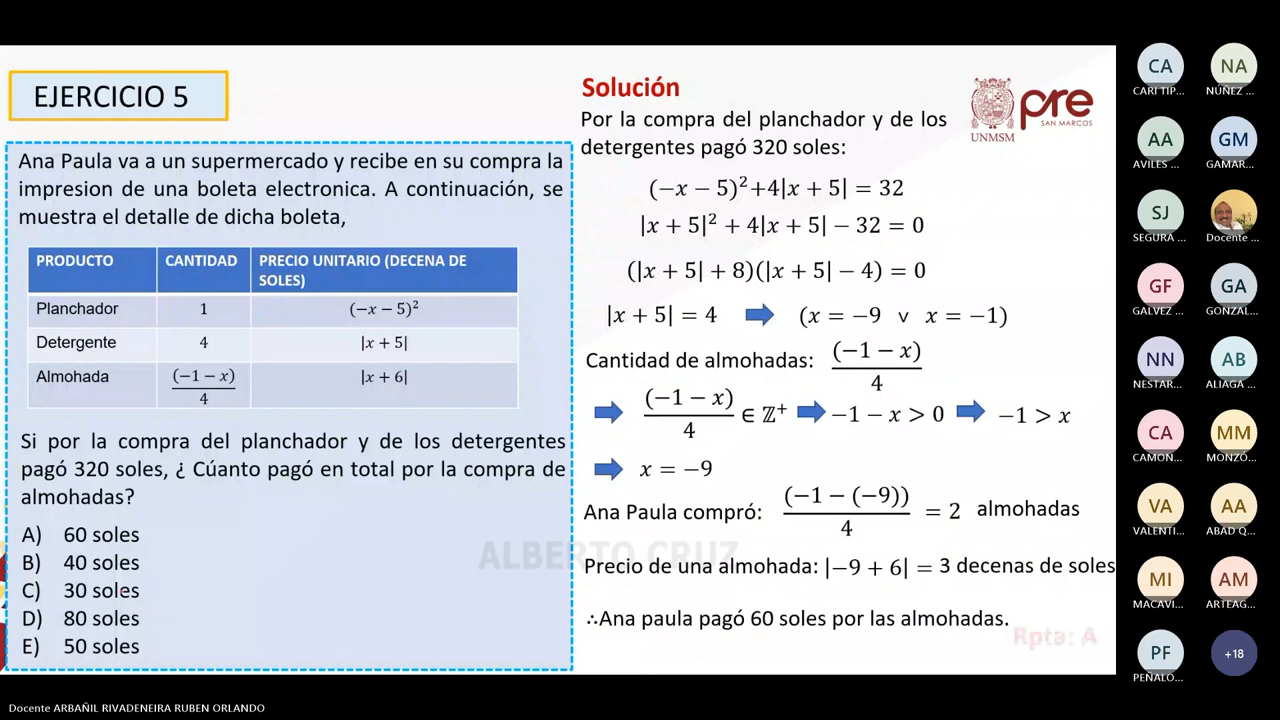 EJERCICIO 5
Ana Paula va a un supermercado y recibe en su compra la
impresion de una boleta electronica. A continuación, se
muestra el detalle de dicha boleta,
PRODUCTO CANTIDAD PRECIO UNITARIO (DECENA DE
SOLES)
Planchador 1 (−x − 5)²
Detergente 4 |x + 5|
Almohada (−1 − x)/4 |x + 6|
Si por la compra del planchador y de los detergentes
pagó 320 soles, ¿ Cúanto pagó en total por la compra de
almohadas?
A) 60 soles
B) 40 soles
C) 30 soles
D) 80 soles
E) 50 soles
Solución
Por la compra del planchador y de los
detergentes pagó 320 soles:
(−x − 5)²+4|x + 5| = 32
|x + 5|² + 4|x + 5| − 32 = 0
(|x + 5| + 8)(|x + 5| − 4) = 0
|x + 5| = 4 ➡ (x = −9 ∨ x = −1)
Cantidad de almohadas: (−1 − x)/4
➡ (−1 − x)/4 ∈ ℤ⁺ ➡ −1 − x > 0 ➡ −1 > x
➡ x = −9
Ana Paula compró: (−1 − (−9))/4 = 2 almohadas
Precio de una almohada: |−9 + 6| = 3 decenas de soles
∴Ana paula pagó 60 soles por las almohadas.
Rpta: A
ALBERTO CRUZ
UNMSM
pre
SAN MARCOS
CA
CARI TIP...
NA
NÚÑEZ ...
AA
AVILES ...
GM
GAMAR...
SJ
SEGURA ...
Docente ...
GF
GALVEZ ...
GA
GONZAL...
NN
NESTAR...
AB
ALIAGA ...
CA
CAMON...
MM
MONZÓ...
VA
VALENTI...
AA
ABAD Q...
MI
MACAVI...
AM
ARTEAG...
PF
PEÑALO...
+18
Docente ARBAÑIL RIVADENEIRA RUBEN ORLANDO